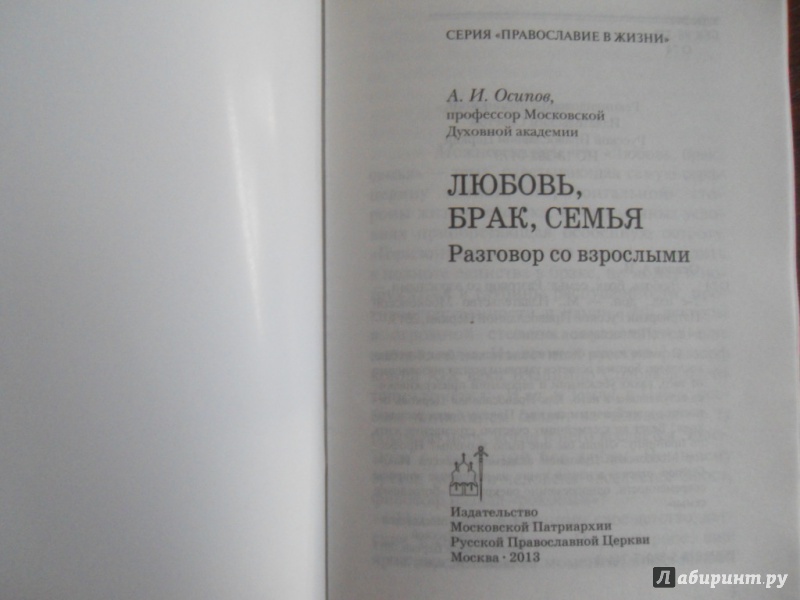 СЕРИЯ «ПРАВОСЛАВИЕ В ЖИЗНИ»
А. И. Осипов,
профессор Московской
Духовной академии
ЛЮБОВЬ,
БРАК, СЕМЬЯ
Разговор со взрослыми
Издательство
Московской Патриархии
Русской Православной Церкви
Москва · 2013
Лабиринт.ру